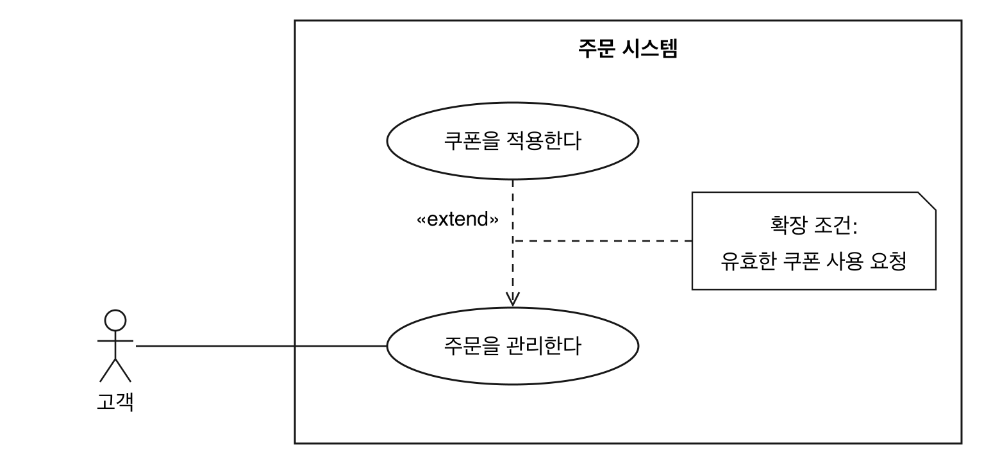 주문 시스템
쿠폰을 적용한다
«extend»
확장 조건:
유효한 쿠폰 사용 요청
주문을 관리한다
고객